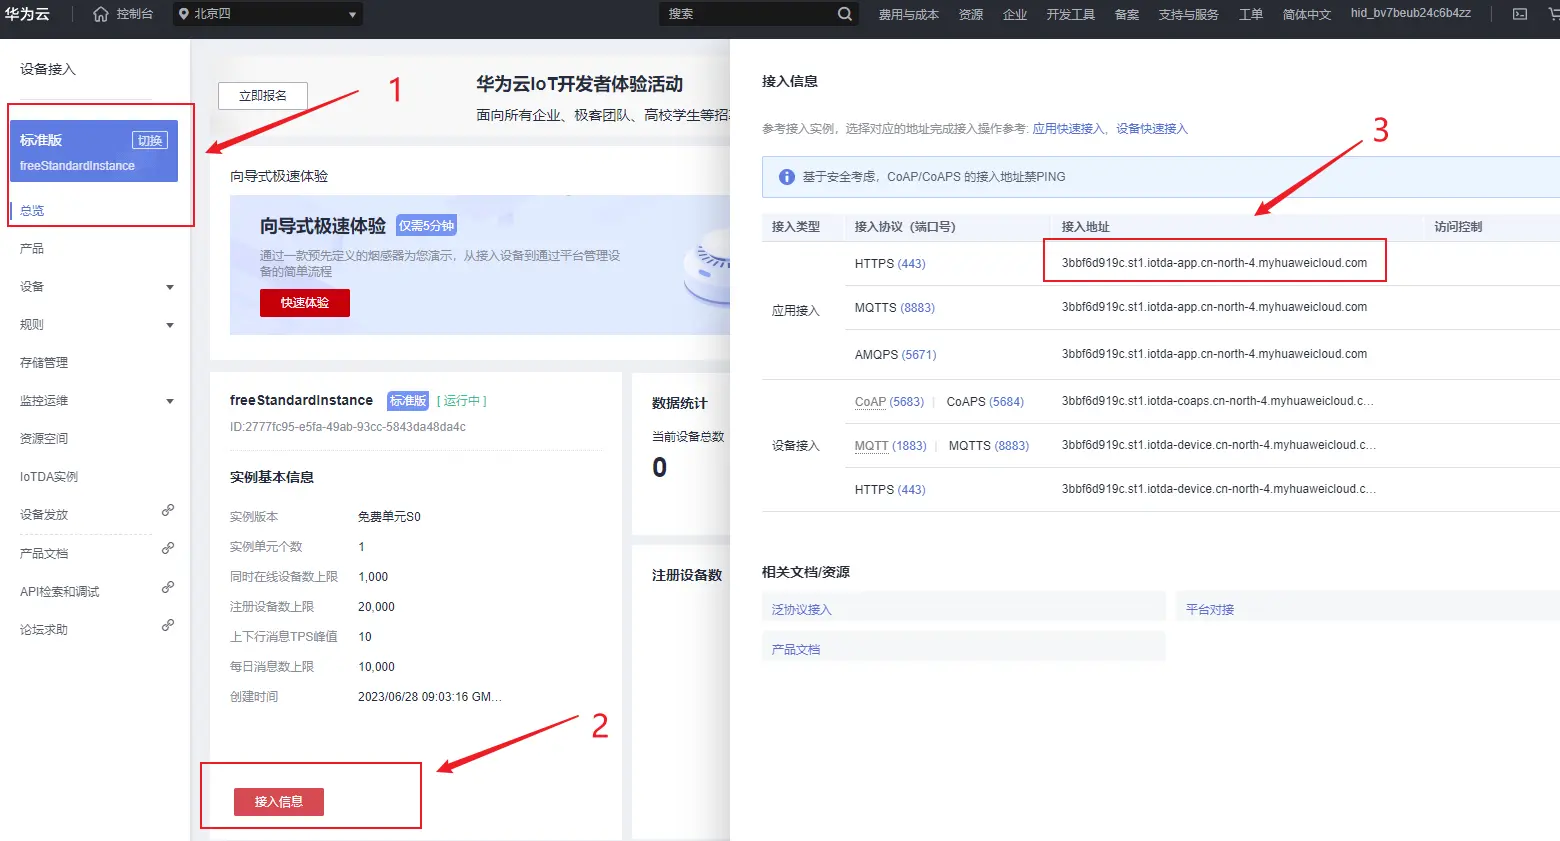 华为云
控制台
北京四
搜索
费用与成本
资源
企业
开发工具
备案
支持与服务
工单
简体中文
hid_bv7beub24c6b4zz
设备接入
标准版
切换
freeStandardInstance
总览
产品
设备
规则
存储管理
监控运维
资源空间
IoTDA实例
设备发放
产品文档
API检索和调试
论坛求助
1
立即报名
华为云IoT开发者体验活动
面向所有企业、极客团队、高校学生等招
向导式极速体验
向导式极速体验 仅需5分钟
通过一款预先定义的烟感器为您演示，从接入设备到通过平台管理设
备的简单流程
快速体验
freeStandardInstance 标准版 [ 运行中 ]
ID:2777fc95-e5fa-49ab-93cc-5843da48da4c
实例基本信息
实例版本 免费单元S0
实例单元个数 1
同时在线设备数上限 1,000
注册设备数上限 20,000
上下行消息TPS峰值 10
每日消息数上限 10,000
创建时间 2023/06/28 09:03:16 GM...
2
接入信息
数据统计
当前设备总数
0
注册设备数
接入信息
参考接入实例，选择对应的地址完成接入操作参考: 应用快速接入，设备快速接入
3
基于安全考虑，CoAP/CoAPS 的接入地址禁PING
接入类型 接入协议（端口号） 接入地址 访问控制
应用接入
HTTPS (443) 3bbf6d919c.st1.iotda-app.cn-north-4.myhuaweicloud.com
MQTTS (8883) 3bbf6d919c.st1.iotda-app.cn-north-4.myhuaweicloud.com
AMQPS (5671) 3bbf6d919c.st1.iotda-app.cn-north-4.myhuaweicloud.com
设备接入
CoAP (5683) | CoAPS (5684) 3bbf6d919c.st1.iotda-coaps.cn-north-4.myhuaweicloud.c...
MQTT (1883) | MQTTS (8883) 3bbf6d919c.st1.iotda-device.cn-north-4.myhuaweicloud.c...
HTTPS (443) 3bbf6d919c.st1.iotda-device.cn-north-4.myhuaweicloud.c...
相关文档/资源
泛协议接入
平台对接
产品文档